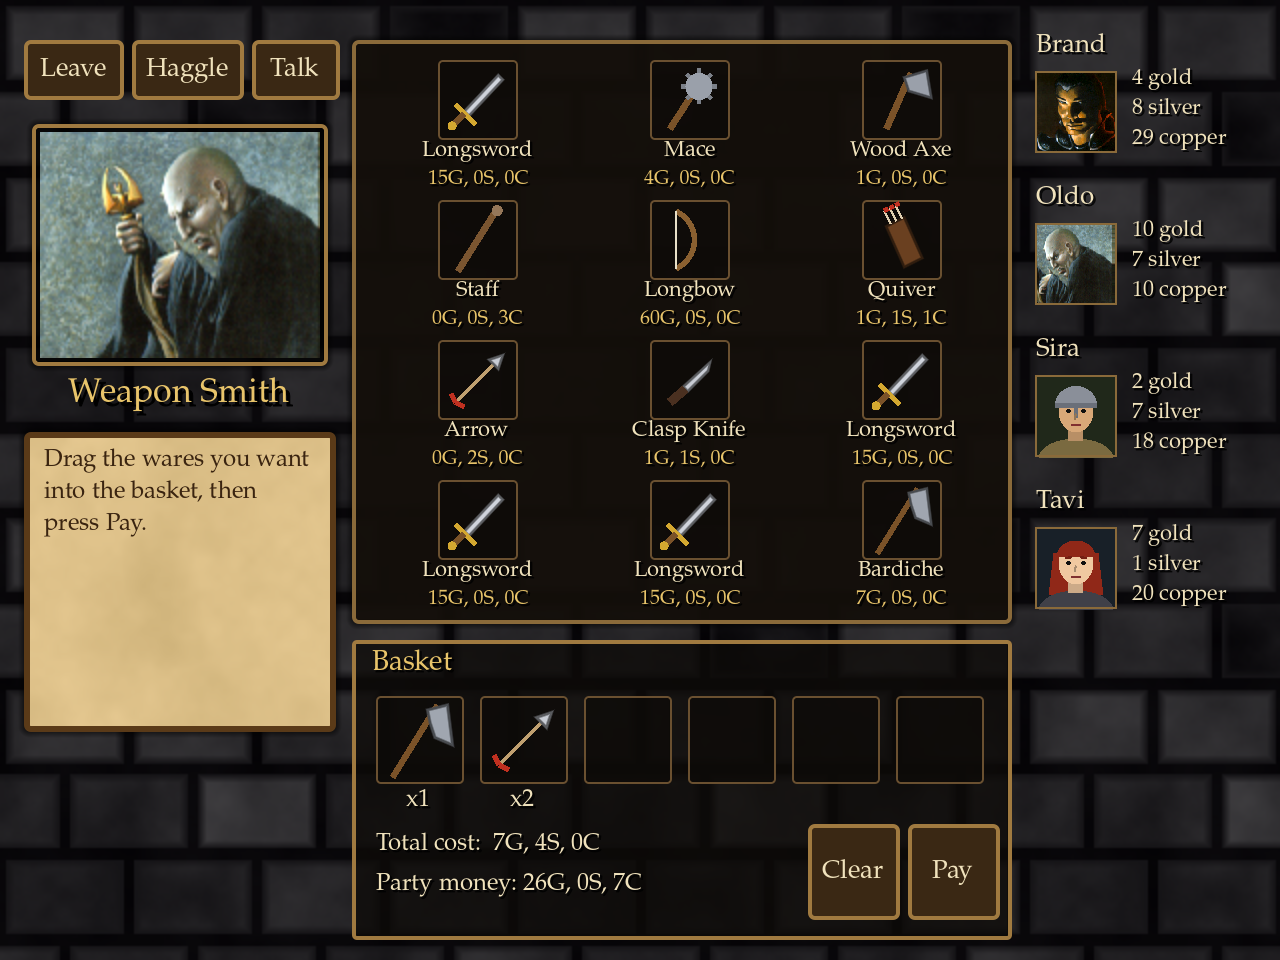 Leave
Haggle
Talk
Weapon Smith
Drag the wares you want
into the basket, then
press Pay.
Longsword
15G, 0S, 0C
Mace
4G, 0S, 0C
Wood Axe
1G, 0S, 0C
Staff
0G, 0S, 3C
Longbow
60G, 0S, 0C
Quiver
1G, 1S, 1C
Arrow
0G, 2S, 0C
Clasp Knife
1G, 1S, 0C
Longsword
15G, 0S, 0C
Longsword
15G, 0S, 0C
Longsword
15G, 0S, 0C
Bardiche
7G, 0S, 0C
Basket
x1
x2
Total cost: 7G, 4S, 0C
Party money: 26G, 0S, 7C
Clear
Pay
Brand
4 gold
8 silver
29 copper
Oldo
10 gold
7 silver
10 copper
Sira
2 gold
7 silver
18 copper
Tavi
7 gold
1 silver
20 copper